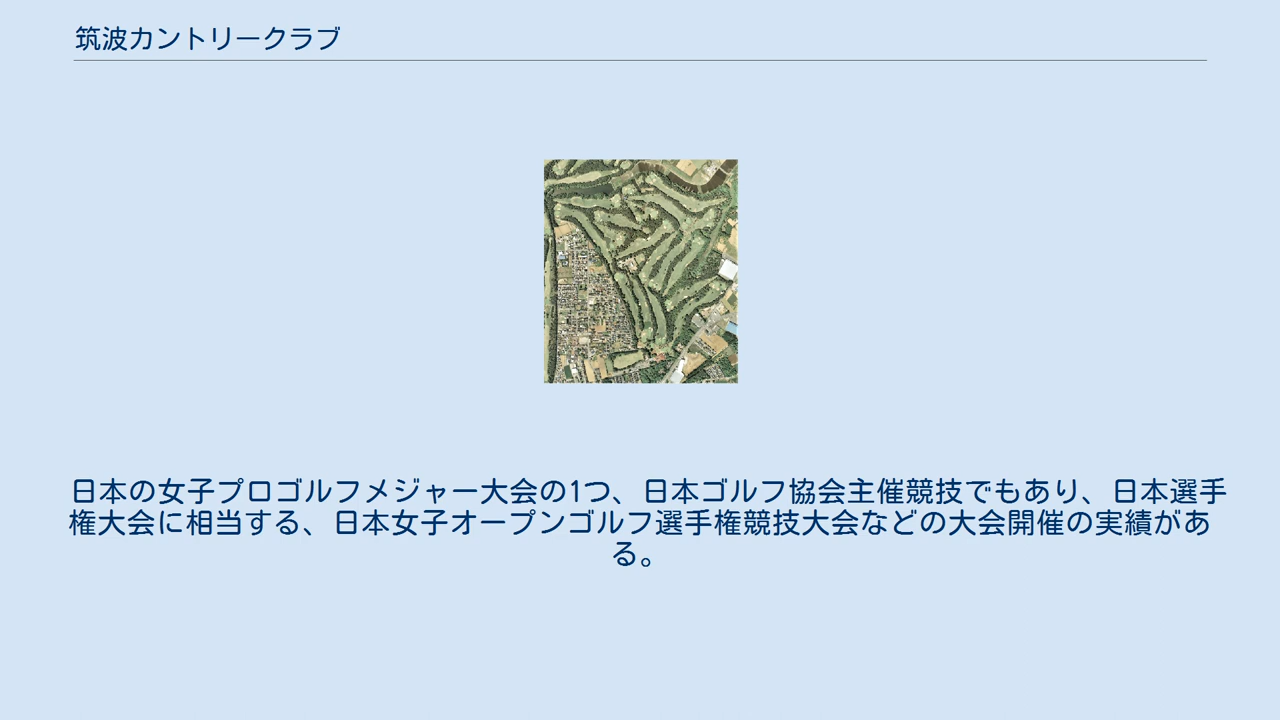 筑波カントリークラブ
日本の女子プロゴルフメジャー大会の1つ、日本ゴルフ協会主催競技でもあり、日本選手
権大会に相当する、日本女子オープンゴルフ選手権競技大会などの大会開催の実績があ
る。